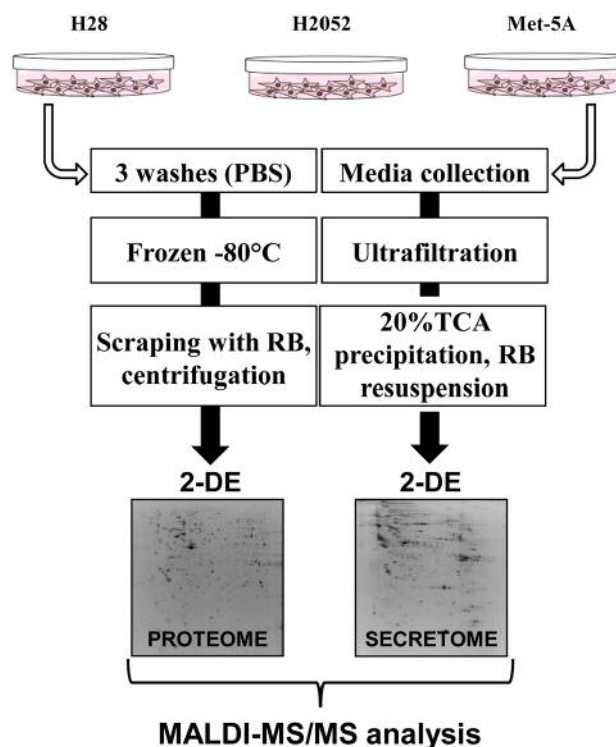 H28
H2052
Met-5A
3 washes (PBS)
Media collection
Frozen -80°C
Ultrafiltration
Scraping with RB,
centrifugation
20%TCA
precipitation, RB
resuspension
2-DE
2-DE
PROTEOME
SECRETOME
MALDI-MS/MS analysis